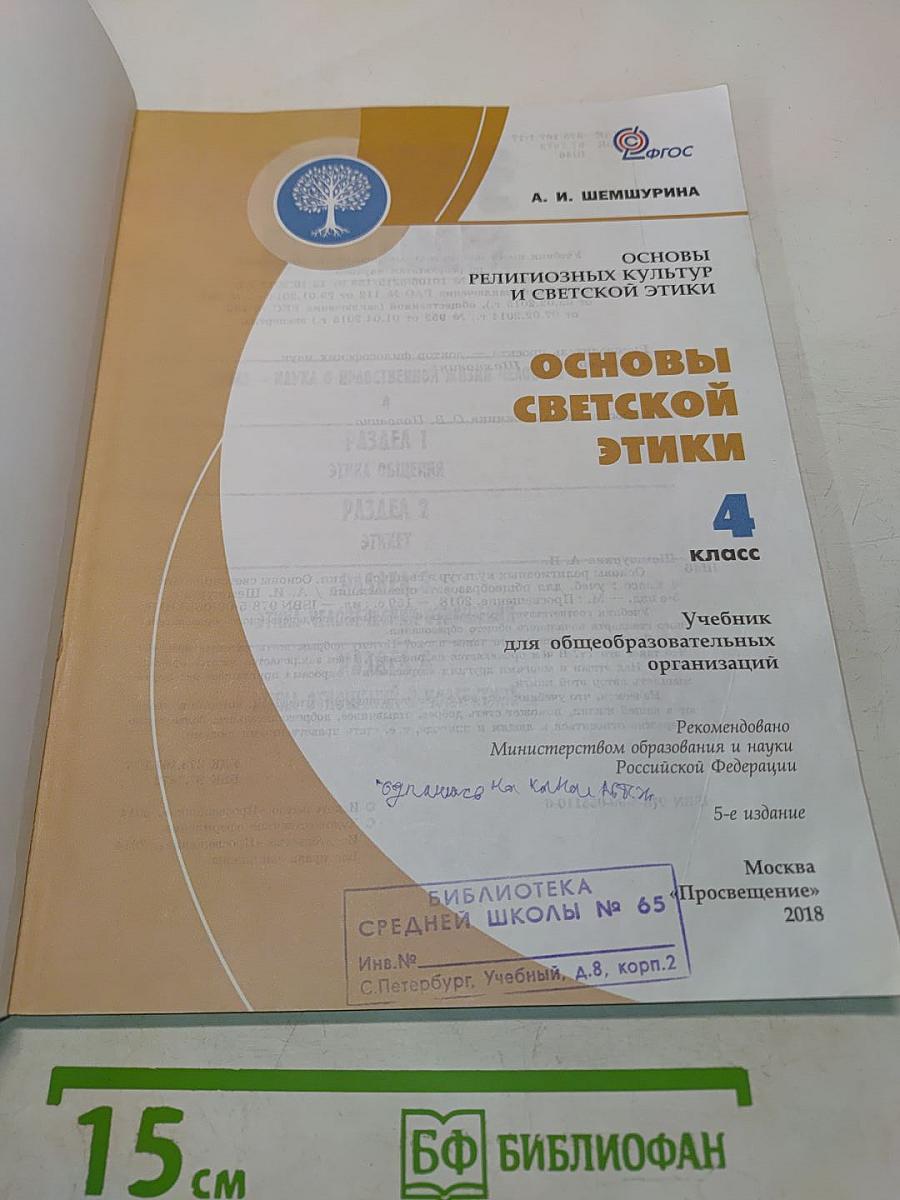 ФГОС
А. И. ШЕМШУРИНА
ОСНОВЫ
РЕЛИГИОЗНЫХ КУЛЬТУР
И СВЕТСКОЙ ЭТИКИ
ОСНОВЫ
СВЕТСКОЙ
ЭТИКИ
4
класс
Учебник
для общеобразовательных
организаций
Рекомендовано
Министерством образования и науки
Российской Федерации
на
5-е издание
Москва
«Просвещение»
2018
БИБЛИОТЕКА
СРЕДНЕЙ ШКОЛЫ № 65
Инв.№
С.Петербург, Учебный, д.8, корп.2
15 см
БФ БИБЛИОФАН